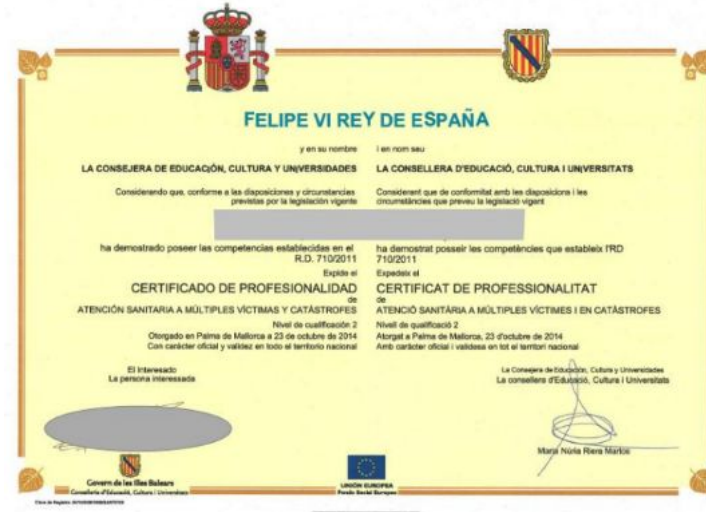 FELIPE VI REY DE ESPAÑA
y en su nombre
LA CONSEJERA DE EDUCACIÓN, CULTURA Y UNIVERSIDADES
Considerando que, conforme a las disposiciones y circunstancias
previstas por la legislación vigente
i en nom seu
LA CONSELLERA D'EDUCACIÓ, CULTURA I UNIVERSITATS
Considerant que de conformitat amb les disposicions i les
circumstàncies que preveu la legislació vigent
ha demostrado poseer las competencias establecidas en el
R.D. 710/2011
Expide el
CERTIFICADO DE PROFESIONALIDAD
de
ATENCIÓN SANITARIA A MÚLTIPLES VÍCTIMAS Y CATÁSTROFES
Nivel de cualificación 2
Otorgado en Palma de Mallorca a 23 de octubre de 2014
Con carácter oficial y validez en todo el territorio nacional
ha demostrat posseir les competències que estableix l'RD
710/2011
Expedeix el
CERTIFICAT DE PROFESSIONALITAT
de
ATENCIÓ SANITÀRIA A MÚLTIPLES VÍCTIMES I EN CATÀSTROFES
Nivell de qualificació 2
Atorgat a Palma de Mallorca, 23 d'octubre de 2014
Amb caràcter oficial i validesa en tot el territori nacional
El Interesado
La persona interessada
La Consejera de Educación, Cultura y Universidades
La consellera d'Educació, Cultura i Universitats
Maria Núria Riera Martos
Govern de les Illes Balears
Conselleria d'Educació, Cultura i Universitats
UNIÓN EUROPEA
Fondo Social Europeo